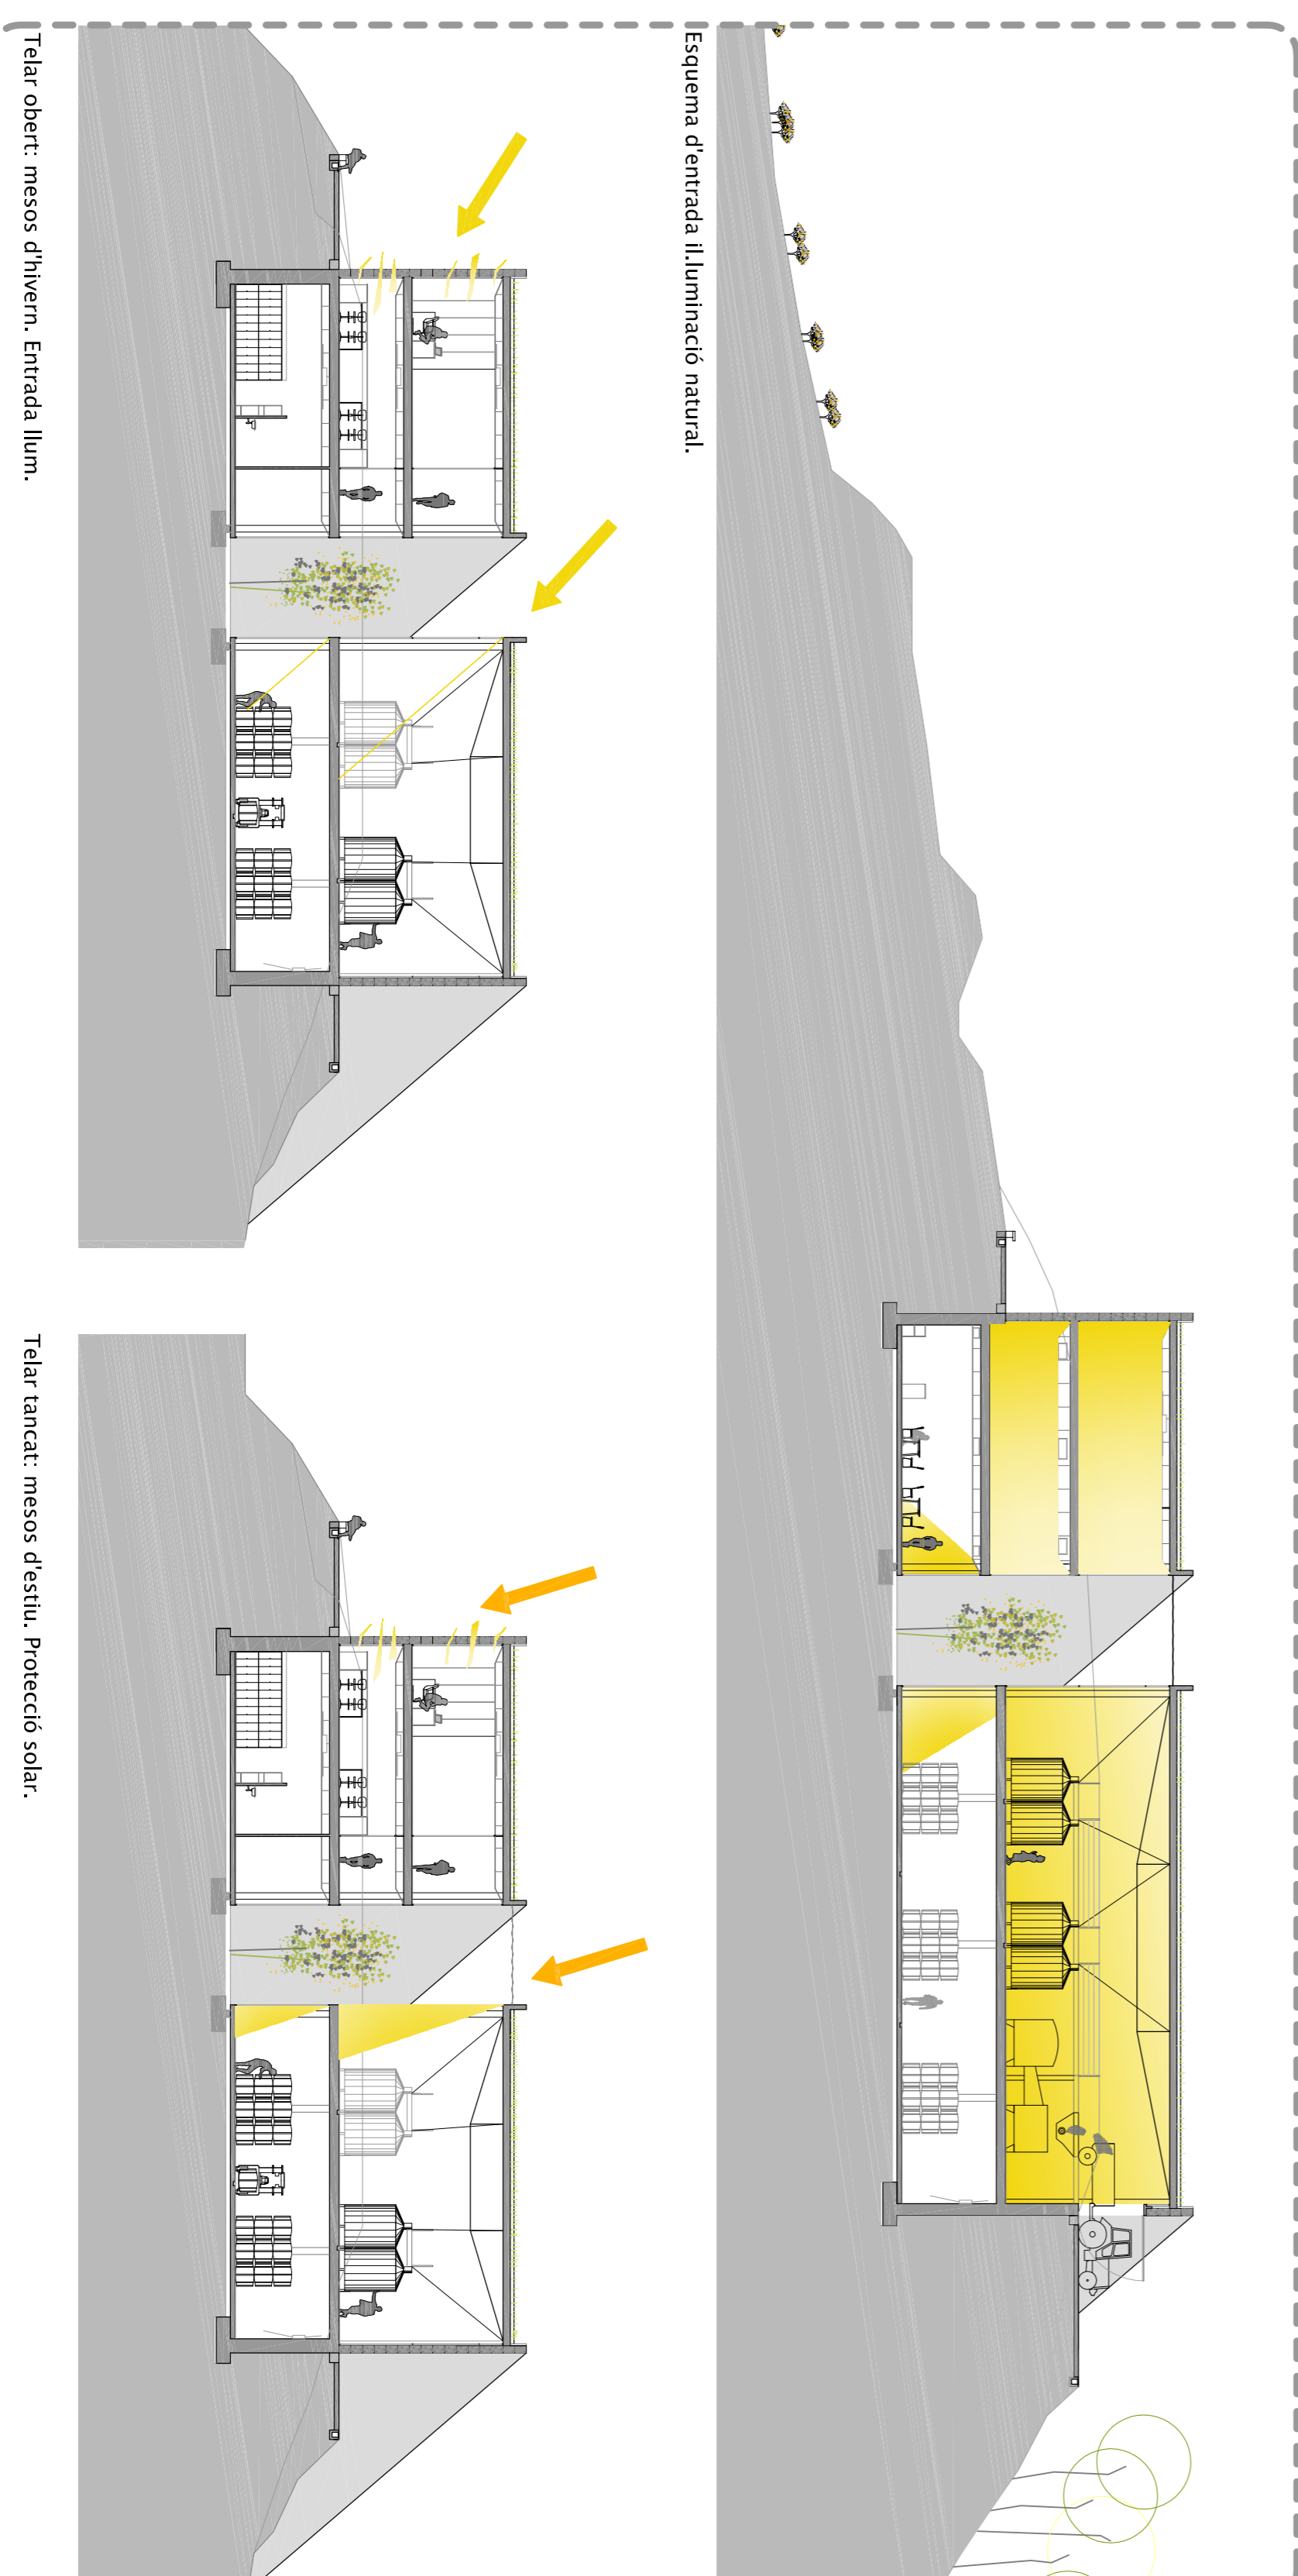 Esquema d'entrada il.luminació natural.
Telar obert: mesos d'hivern. Entrada llum.
Telar tancat: mesos d'estiu. Protecció solar.